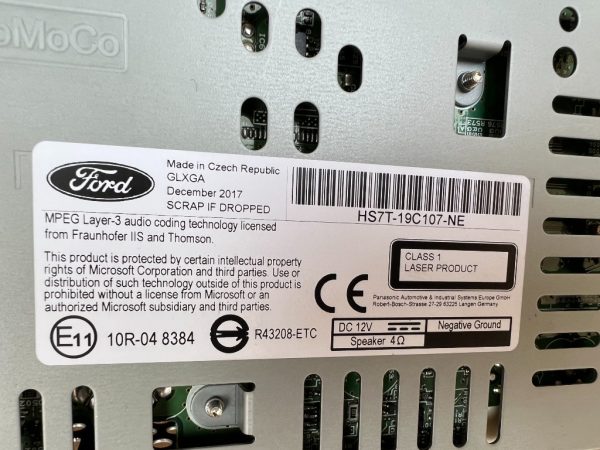 oMoCo
Ford
Made in Czech Republic
GLXGA
December 2017
SCRAP IF DROPPED
HS7T-19C107-NE
MPEG Layer-3 audio coding technology licensed
from Fraunhofer IIS and Thomson.
This product is protected by certain intellectual property
rights of Microsoft Corporation and third parties. Use or
distribution of such technology outside of this product is
prohibited without a license from Microsoft or an
authorized Microsoft subsidiary and third parties.
CLASS 1
LASER PRODUCT
CE
Panasonic Automotive & Industrial Systems Europe GmbH
Robert-Bosch-Strasse 27-29 63225 Langen Germany
E11 10R-04 8384
R43208-ETC
DC 12V
Negative Ground
Speaker 4Ω